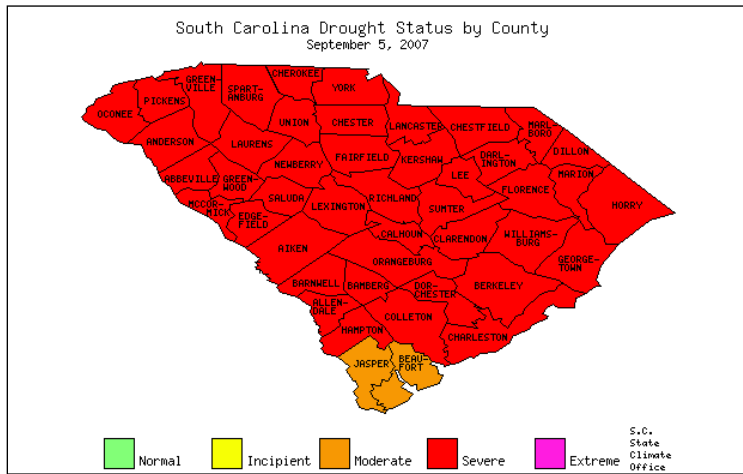 South Carolina Drought Status by County
September 5, 2007
CHEROKEE
GREEN-
VILLE
SPART-
ANBURG
YORK
OCONEE
PICKENS
UNION
CHESTER
LANCASTER
CHESTFIELD
MARL-
BORO
ANDERSON
LAURENS
NEWBERRY
FAIRFIELD
KERSHAW
DARL-
INGTON
DILLON
LEE
MARION
ABBEVILLE
GREEN-
WOOD
SALUDA
LEXINGTON
RICHLAND
SUMTER
FLORENCE
HORRY
MCCOR-
MICK
EDGE-
FIELD
CALHOUN
CLARENDON
WILLIAMS-
BURG
AIKEN
ORANGEBURG
GEORGE-
TOWN
BARNWELL
BAMBERG
DOR-
CHESTER
BERKELEY
ALLEN-
DALE
COLLETON
HAMPTON
CHARLESTON
JASPER
BEAU-
FORT
Normal
Incipient
Moderate
Severe
Extreme
S.C.
State
Climate
Office